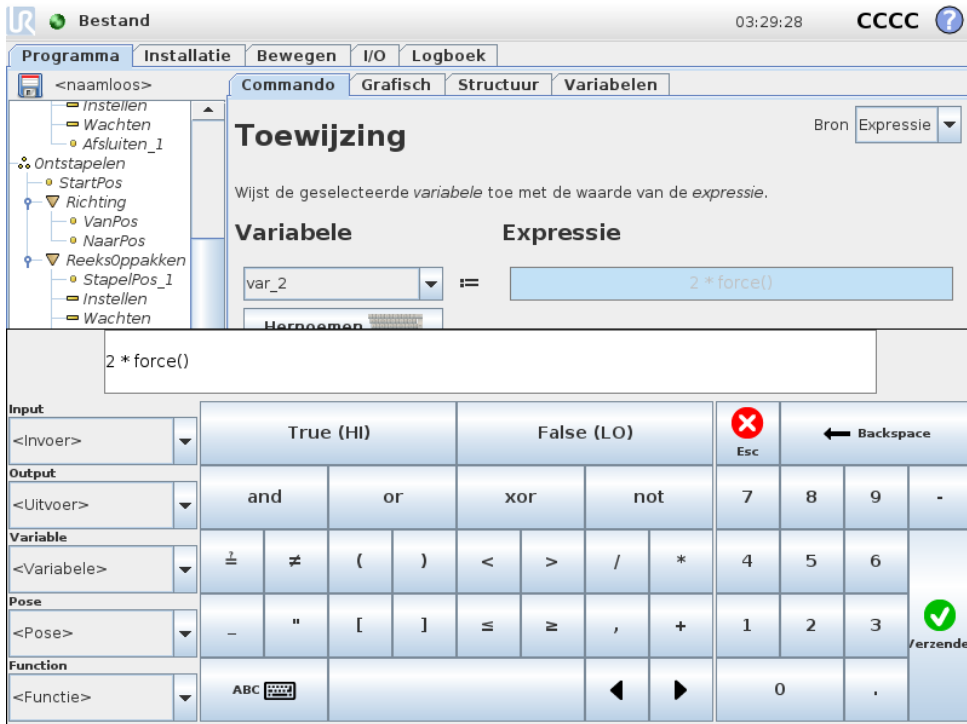 UR Bestand 03:29:28 CCCC ?
Programma Installatie Bewegen I/O Logboek
<naamloos> Commando Grafisch Structuur Variabelen
Instellen
Wachten
Afsluiten_1
Ontstapelen
StartPos
Richting
VanPos
NaarPos
ReeksOppakken
StapelPos_1
Instellen
Wachten
Toewijzing
Bron Expressie
Wijst de geselecteerde variabele toe met de waarde van de expressie.
Variabele Expressie
var_2 := 2 * force()
Hernoemen
2 * force()
Input
<Invoer>
True (HI) False (LO) Esc Backspace
Output
<Uitvoer>
and or xor not 7 8 9 -
Variable
<Variabele>
≟ ≠ ( ) < > / * 4 5 6
Pose
<Pose>
_ " [ ] ≤ ≥ , + 1 2 3
Verzende
Function
<Functie>
ABC 0 .